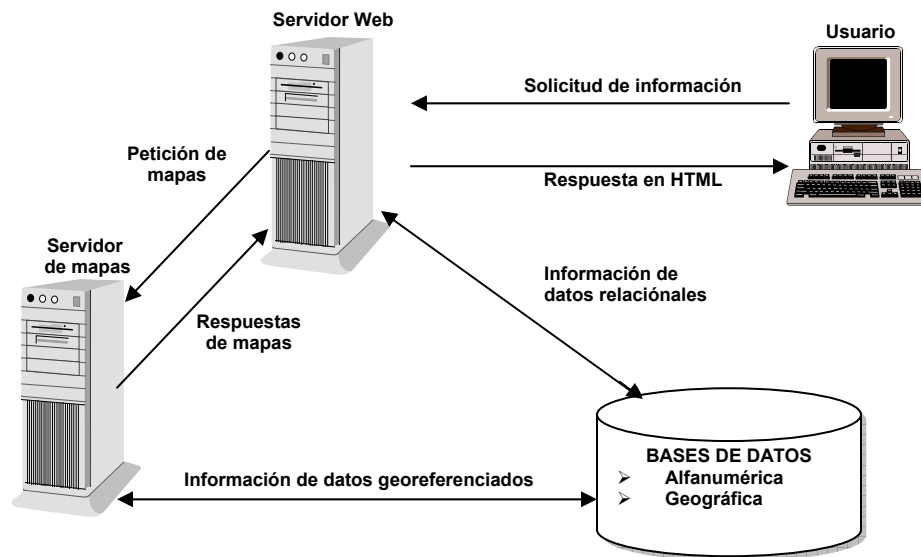 Servidor Web
Usuario
Solicitud de información
Petición de
mapas
Respuesta en HTML
Servidor
de mapas
Información de
datos relaciónales
Respuestas
de mapas
BASES DE DATOS
Alfanumérica
Geográfica
Información de datos georeferenciados